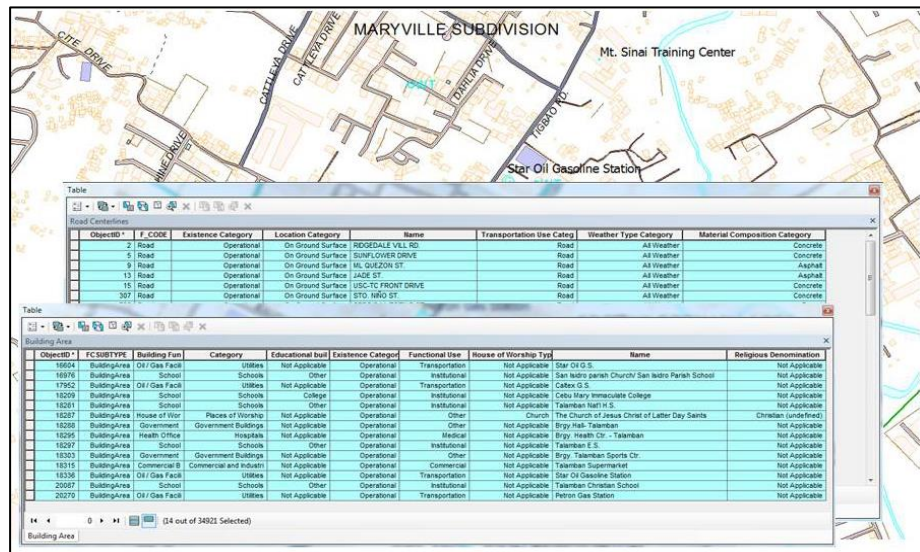 MARYVILLE SUBDIVISION
CITE DRIVE
CATTLEYA DRIVE
CATTLEYA DRIVE
DAHLIA DRIVE
Mt. Sinai Training Center
TIGBAO RD.
Star Oil Gasoline Station
Table
Road Centerlines
ObjectID * F_CODE Existence Category Location Category Name Transportation Use Categ Weather Type Category Material Composition Category
2 Road Operational On Ground Surface RIDGEDALE VILL RD. Road All Weather Concrete
5 Road Operational On Ground Surface SUNFLOWER DRIVE Road All Weather Concrete
9 Road Operational On Ground Surface ML QUEZON ST. Road All Weather Asphalt
13 Road Operational On Ground Surface JADE ST. Road All Weather Asphalt
15 Road Operational On Ground Surface USC-TC FRONT DRIVE Road All Weather Concrete
307 Road Operational On Ground Surface STO. NIÑO ST. Road All Weather Concrete
Table
Building Area
ObjectID * FCSUBTYPE Building Fun Category Educational buil Existence Categor Functional Use House of Worship Typ Name Religious Denomination
16604 BuildingArea Oil / Gas Facili Utilities Not Applicable Operational Transportation Not Applicable Star Oil G.S. Not Applicable
16976 BuildingArea School Schools Other Operational Institutional Not Applicable San Isidro parish Church/ San Isidro Parish School Not Applicable
17952 BuildingArea Oil / Gas Facili Utilities Not Applicable Operational Transportation Not Applicable Caltex G.S. Not Applicable
18209 BuildingArea School Schools College Operational Institutional Not Applicable Cebu Mary Immaculate College Not Applicable
18261 BuildingArea School Schools Other Operational Institutional Not Applicable Talamban Nat'l H.S. Not Applicable
18287 BuildingArea House of Wor Places of Worship Not Applicable Operational Other Church The Church of Jesus Christ of Latter Day Saints Christian (undefined)
18288 BuildingArea Government Government Buildings Not Applicable Operational Other Not Applicable Brgy Hall- Talamban Not Applicable
18295 BuildingArea Health Office Hospitals Not Applicable Operational Medical Not Applicable Brgy. Health Ctr. - Talamban Not Applicable
18297 BuildingArea School Schools Other Operational Institutional Not Applicable Talamban E.S. Not Applicable
18303 BuildingArea Government Government Buildings Not Applicable Operational Other Not Applicable Brgy. Talamban Sports Ctr. Not Applicable
18315 BuildingArea Commercial B Commercial and Industri Not Applicable Operational Commercial Not Applicable Talamban Supermarket Not Applicable
18336 BuildingArea Oil / Gas Facili Utilities Not Applicable Operational Transportation Not Applicable Star Oil Gasoline Station Not Applicable
20087 BuildingArea School Schools Other Operational Institutional Not Applicable Talamban Christian School Not Applicable
20270 BuildingArea Oil / Gas Facili Utilities Not Applicable Operational Transportation Not Applicable Petron Gas Station Not Applicable
0 (14 out of 34921 Selected)
Building Area